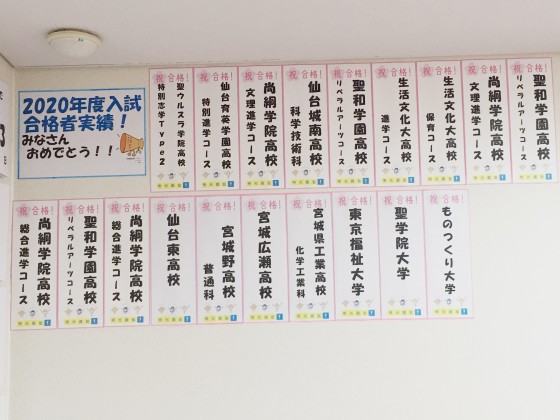 2020年度入試
合格者実績！
みなさん
おめでとう！！
祝合格！
聖和学園高校
リベラルアーツコース
祝合格！
尚絅学院高校
文理進学コース
祝合格！
生活文化大高校
保育コース
祝合格！
生活文化大高校
進学コース
祝合格！
聖和学園高校
リベラルアーツコース
祝合格！
仙台城南高校
科学技術科
祝合格！
尚絅学院高校
文理進学コース
祝合格！
仙台育英学園高校
特別進学コース
祝合格！
聖ウルスラ学院高校
特別志学Type2
祝合格！
ものつくり大学
祝合格！
聖学院大学
祝合格！
東京福祉大学
祝合格！
宮城県工業高校
化学工業科
祝合格！
宮城広瀬高校
祝合格！
宮城野高校
普通科
祝合格！
仙台東高校
祝合格！
尚絅学院高校
総合進学コース
祝合格！
聖和学園高校
リベラルアーツコース
祝合格！
尚絅学院高校
総合進学コース